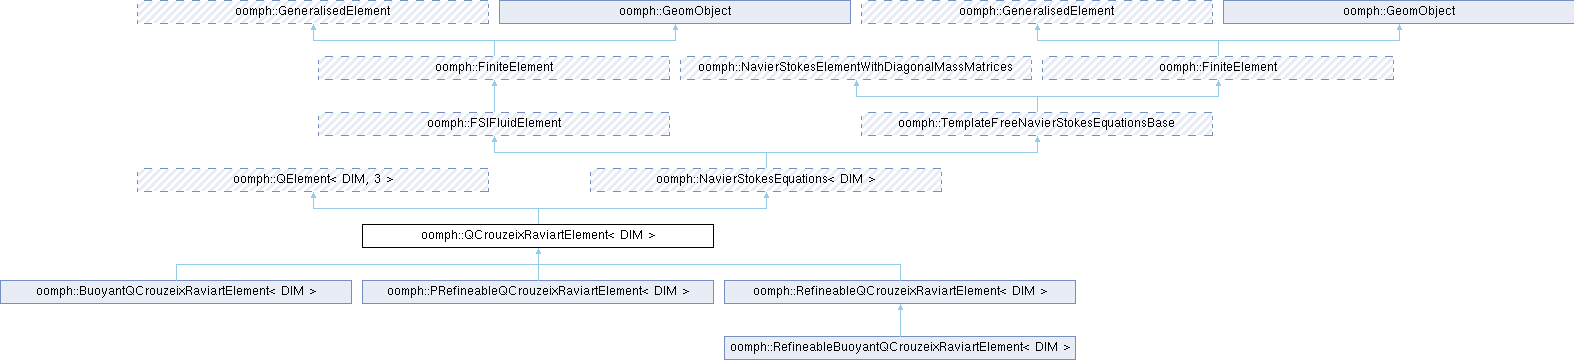 oomph::GeneralisedElement
oomph::GeomObject
oomph::GeneralisedElement
oomph::GeomObject
oomph::FiniteElement
oomph::NavierStokesElementWithDiagonalMassMatrices
oomph::FiniteElement
oomph::FSIFluidElement
oomph::TemplateFreeNavierStokesEquationsBase
oomph::QElement< DIM, 3 >
oomph::NavierStokesEquations< DIM >
oomph::QCrouzeixRaviartElement< DIM >
oomph::BuoyantQCrouzeixRaviartElement< DIM >
oomph::PRefineableQCrouzeixRaviartElement< DIM >
oomph::RefineableQCrouzeixRaviartElement< DIM >
oomph::RefineableBuoyantQCrouzeixRaviartElement< DIM >